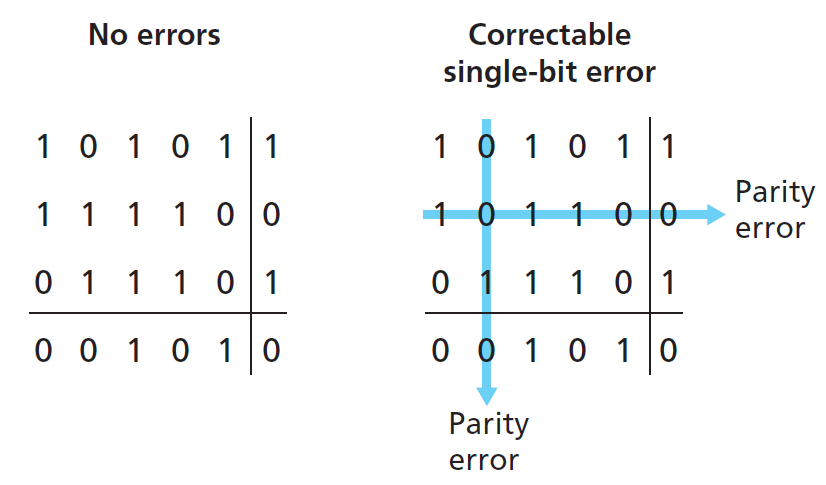 No errors
1 0 1 0 1 1
1 1 1 1 0 0
0 1 1 1 0 1
0 0 1 0 1 0
Correctable
single-bit error
1 0 1 0 1 1
1 0 1 1 0 0
0 1 1 1 0 1
0 0 1 0 1 0
Parity
error
Parity
error